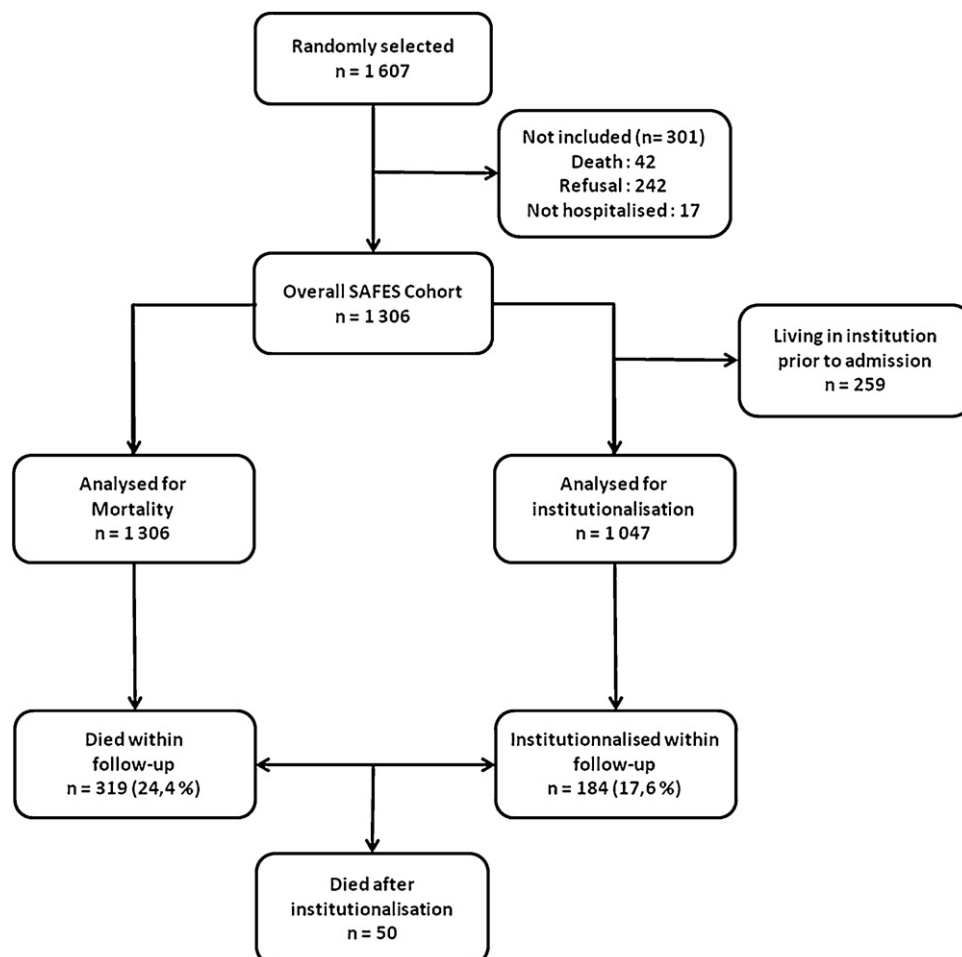 Randomly selected
n = 1 607
Not included (n= 301)
Death : 42
Refusal : 242
Not hospitalised : 17
Overall SAFES Cohort
n = 1 306
Living in institution
prior to admission
n = 259
Analysed for
Mortality
n = 1 306
Analysed for
institutionalisation
n = 1 047
Died within
follow-up
n = 319 (24,4 %)
Institutionnalised within
follow-up
n = 184 (17,6 %)
Died after
institutionalisation
n = 50